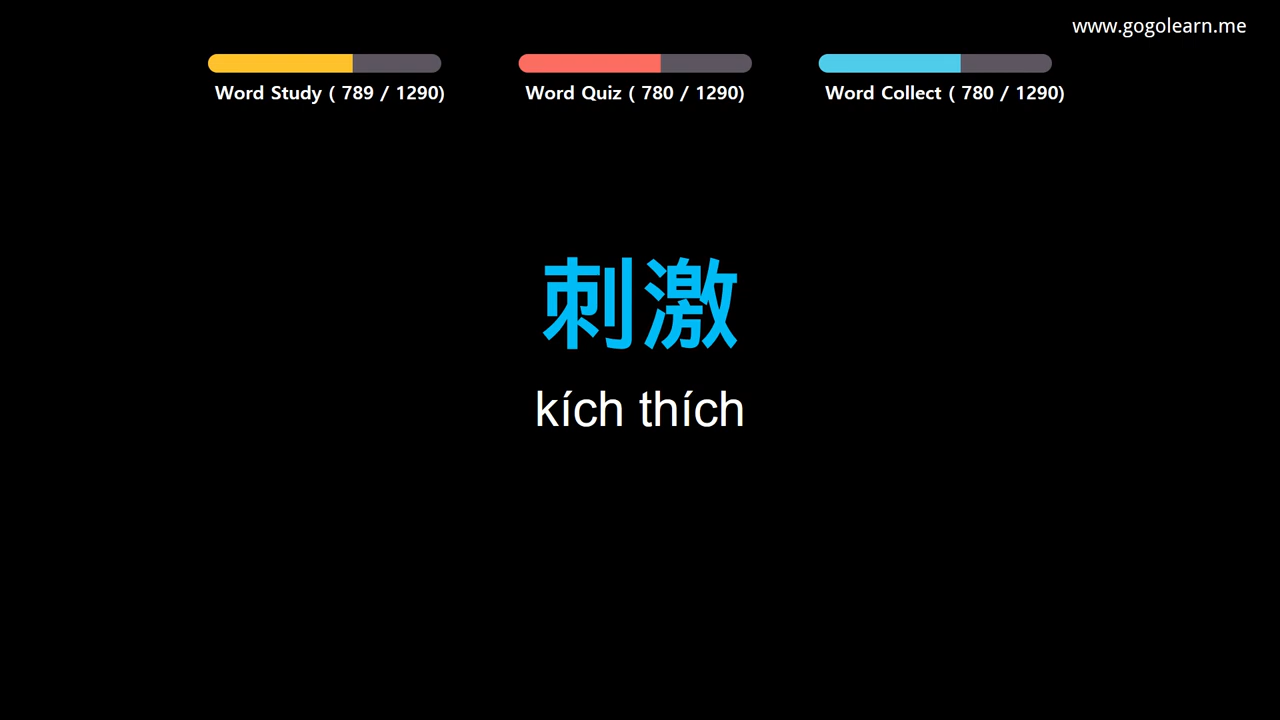 www.gogolearn.me
Word Study ( 789 / 1290)
Word Quiz ( 780 / 1290)
Word Collect ( 780 / 1290)
刺激
kích thích